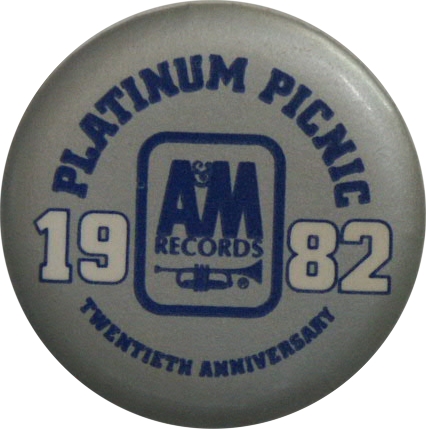 PLATINUM PICNIC
19 82
A&M
RECORDS
®
TWENTIETH ANNIVERSARY